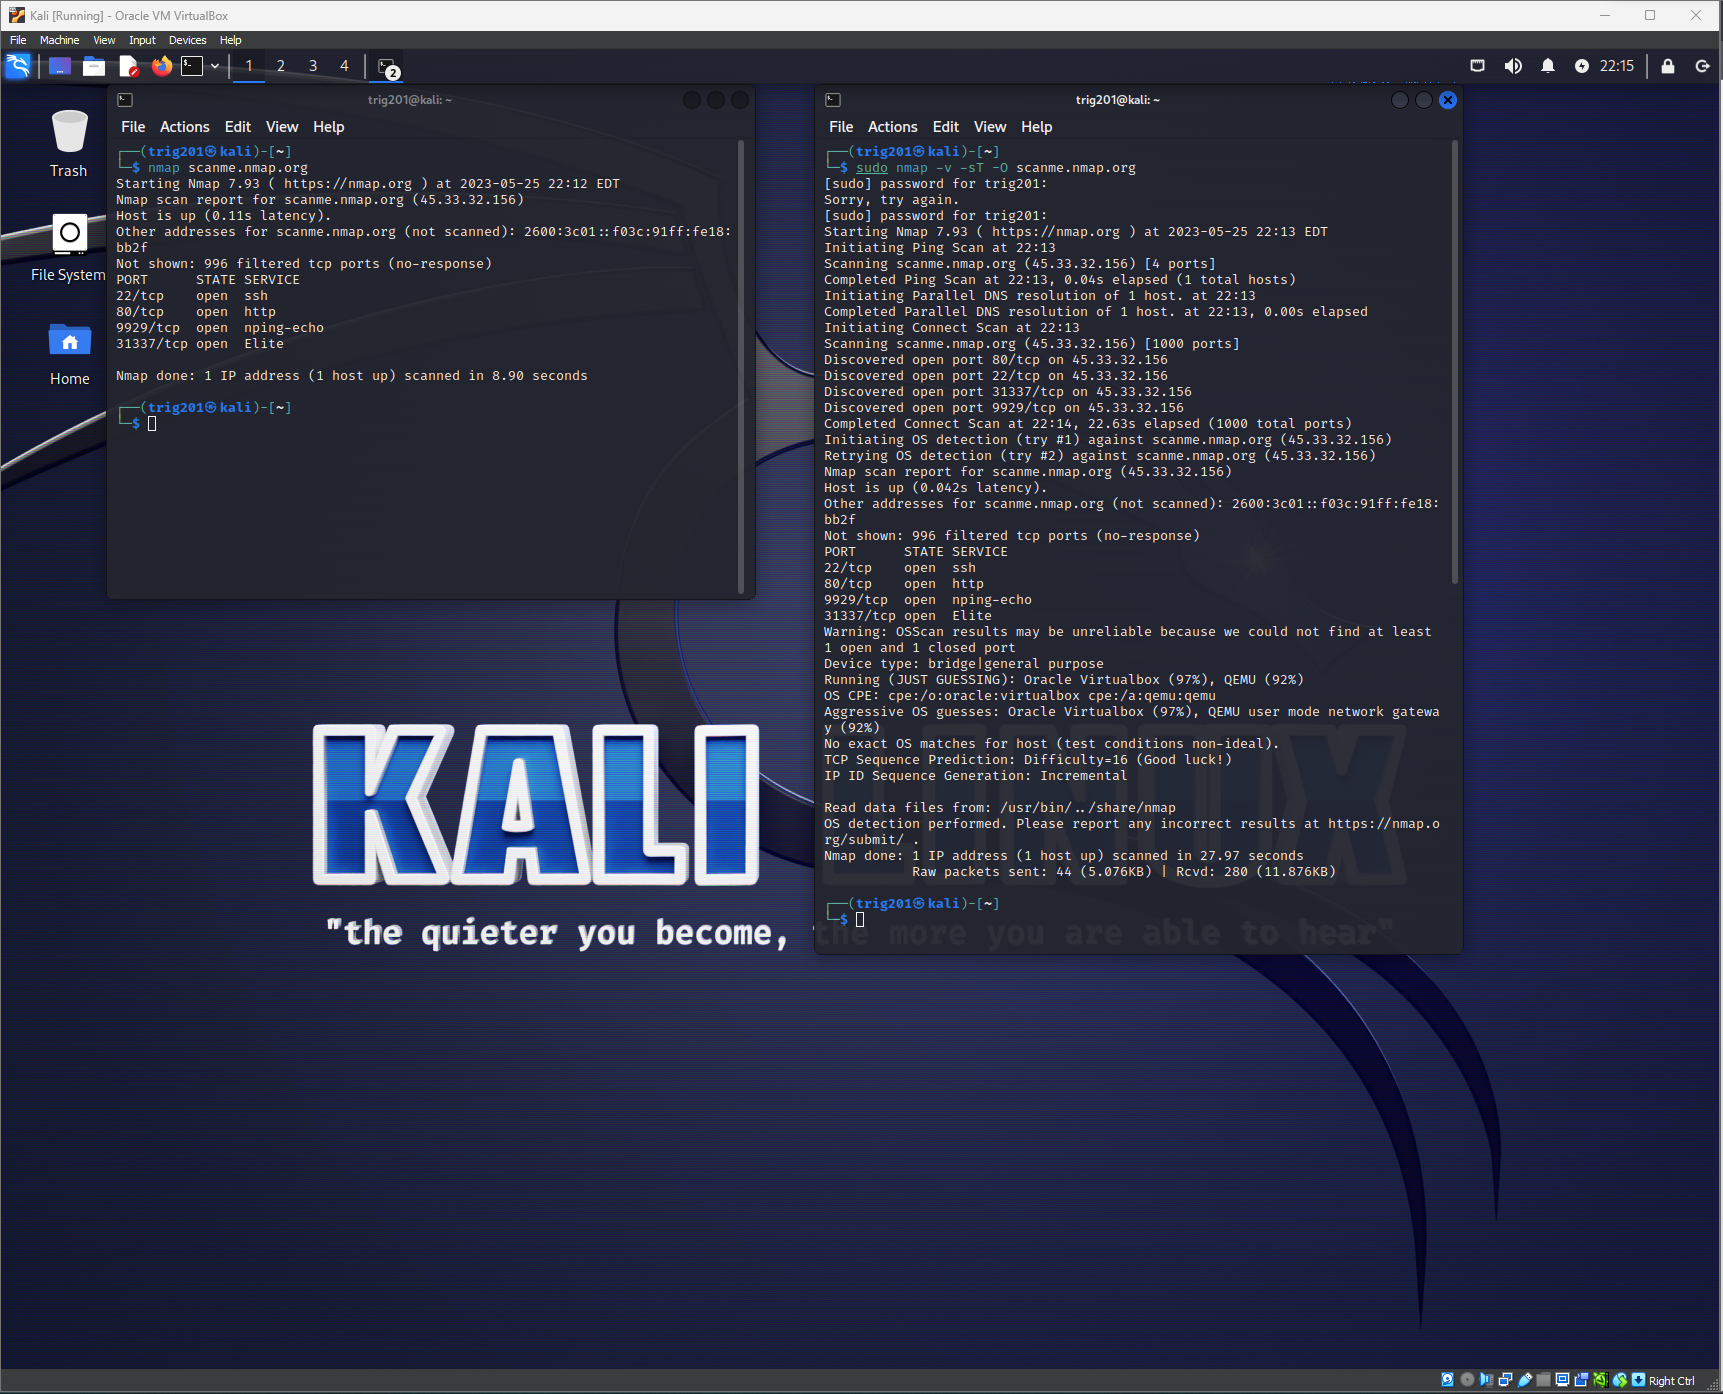 Kali [Running] - Oracle VM VirtualBox
File Machine View Input Devices Help
1 2 3 4 2 22:15
Trash
File System
Home
trig201@kali: ~
File Actions Edit View Help
┌──(trig201㉿kali)-[~]
└─$ nmap scanme.nmap.org
Starting Nmap 7.93 ( https://nmap.org ) at 2023-05-25 22:12 EDT
Nmap scan report for scanme.nmap.org (45.33.32.156)
Host is up (0.11s latency).
Other addresses for scanme.nmap.org (not scanned): 2600:3c01::f03c:91ff:fe18:
bb2f
Not shown: 996 filtered tcp ports (no-response)
PORT      STATE SERVICE
22/tcp    open  ssh
80/tcp    open  http
9929/tcp  open  nping-echo
31337/tcp open  Elite
Nmap done: 1 IP address (1 host up) scanned in 8.90 seconds
┌──(trig201㉿kali)-[~]
└─$
trig201@kali: ~
File Actions Edit View Help
┌──(trig201㉿kali)-[~]
└─$ sudo nmap -v -sT -O scanme.nmap.org
[sudo] password for trig201:
Sorry, try again.
[sudo] password for trig201:
Starting Nmap 7.93 ( https://nmap.org ) at 2023-05-25 22:13 EDT
Initiating Ping Scan at 22:13
Scanning scanme.nmap.org (45.33.32.156) [4 ports]
Completed Ping Scan at 22:13, 0.04s elapsed (1 total hosts)
Initiating Parallel DNS resolution of 1 host. at 22:13
Completed Parallel DNS resolution of 1 host. at 22:13, 0.00s elapsed
Initiating Connect Scan at 22:13
Scanning scanme.nmap.org (45.33.32.156) [1000 ports]
Discovered open port 80/tcp on 45.33.32.156
Discovered open port 22/tcp on 45.33.32.156
Discovered open port 31337/tcp on 45.33.32.156
Discovered open port 9929/tcp on 45.33.32.156
Completed Connect Scan at 22:14, 22.63s elapsed (1000 total ports)
Initiating OS detection (try #1) against scanme.nmap.org (45.33.32.156)
Retrying OS detection (try #2) against scanme.nmap.org (45.33.32.156)
Nmap scan report for scanme.nmap.org (45.33.32.156)
Host is up (0.042s latency).
Other addresses for scanme.nmap.org (not scanned): 2600:3c01::f03c:91ff:fe18:
bb2f
Not shown: 996 filtered tcp ports (no-response)
PORT      STATE SERVICE
22/tcp    open  ssh
80/tcp    open  http
9929/tcp  open  nping-echo
31337/tcp open  Elite
Warning: OSScan results may be unreliable because we could not find at least
1 open and 1 closed port
Device type: bridge|general purpose
Running (JUST GUESSING): Oracle Virtualbox (97%), QEMU (92%)
OS CPE: cpe:/o:oracle:virtualbox cpe:/a:qemu:qemu
Aggressive OS guesses: Oracle Virtualbox (97%), QEMU user mode network gatewa
y (92%)
No exact OS matches for host (test conditions non-ideal).
TCP Sequence Prediction: Difficulty=16 (Good luck!)
IP ID Sequence Generation: Incremental
Read data files from: /usr/bin/../share/nmap
OS detection performed. Please report any incorrect results at https://nmap.o
rg/submit/ .
Nmap done: 1 IP address (1 host up) scanned in 27.97 seconds
Raw packets sent: 44 (5.076KB) | Rcvd: 280 (11.876KB)
┌──(trig201㉿kali)-[~]
└─$
KALI LINUX
"the quieter you become, the more you are able to hear"
Right Ctrl